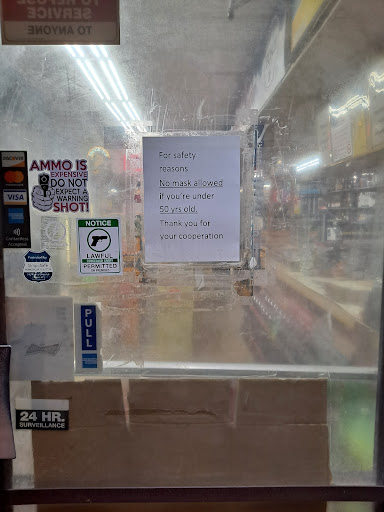 TO REFUSE
SERVICE
TO ANYONE
For safety
reasons
No mask allowed
if you're under
50 yrs old.
Thank you for
your cooperation
DISCOVER
mastercard
VISA
AMMO IS
EXPENSIVE
DO NOT
EXPECT A
WARNING
SHOT!
NOTICE
LAWFUL
PERMITTED
PULL
24 HR.
SURVEILLANCE